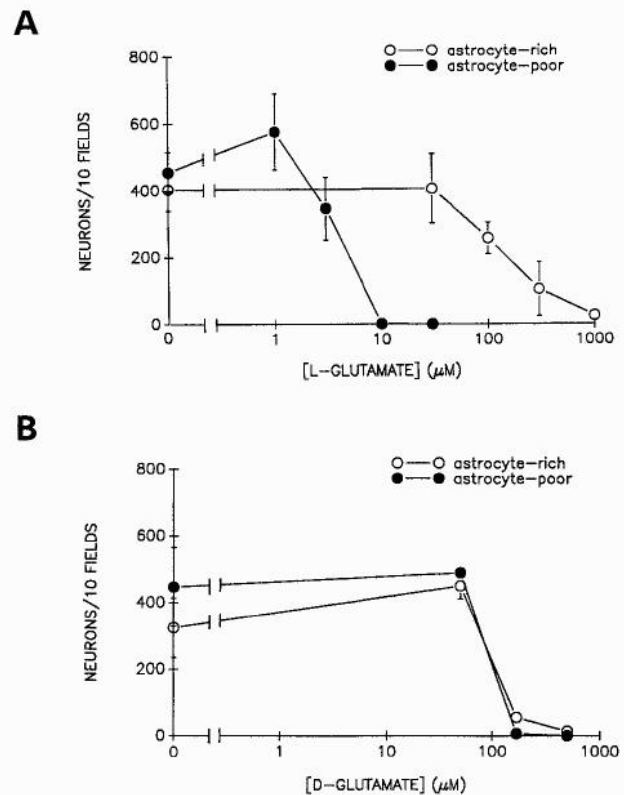 A
800
600
400
200
0
NEURONS/10 FIELDS
astrocyte-rich
astrocyte-poor
0 1 10 100 1000
[L-GLUTAMATE] (μM)
B
800
600
400
200
0
NEURONS/10 FIELDS
astrocyte-rich
astrocyte-poor
0 1 10 100 1000
[D-GLUTAMATE] (μM)